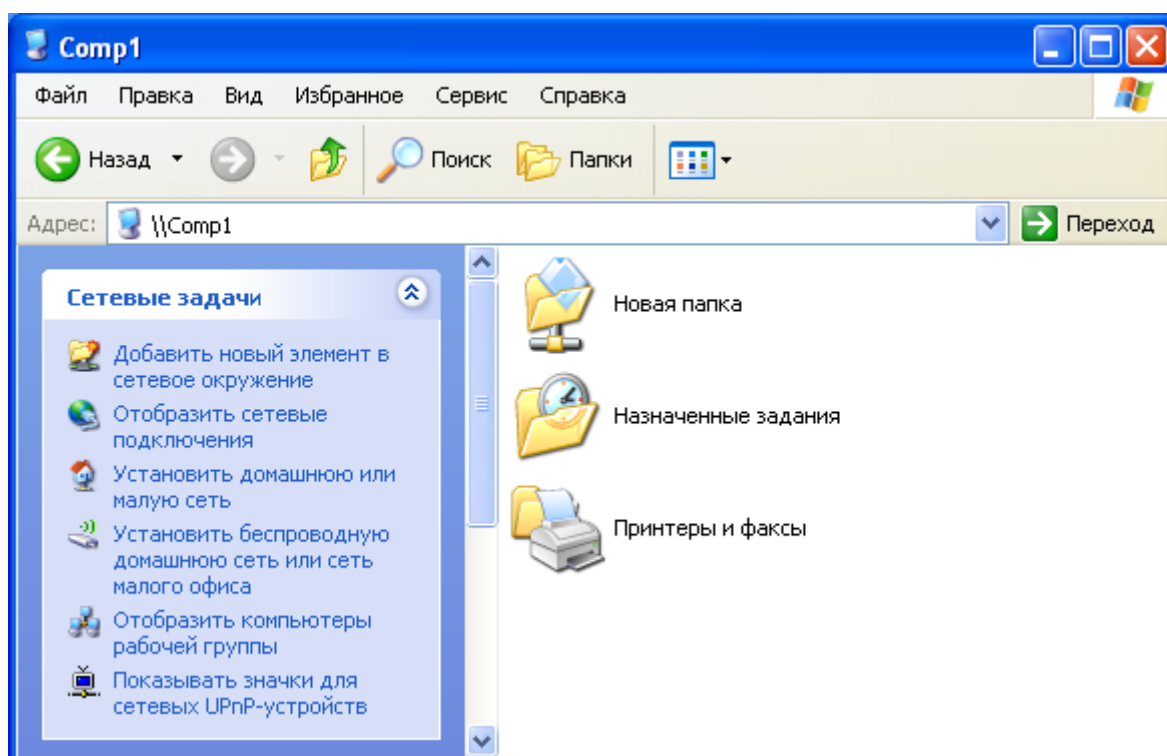 Comp1
Файл Правка Вид Избранное Сервис Справка
Назад Поиск Папки
Адрес: \\Comp1 Переход
Сетевые задачи
Добавить новый элемент в
сетевое окружение
Отобразить сетевые
подключения
Установить домашнюю или
малую сеть
Установить беспроводную
домашнюю сеть или сеть
малого офиса
Отобразить компьютеры
рабочей группы
Показывать значки для
сетевых UPnP-устройств
Новая папка
Назначенные задания
Принтеры и факсы